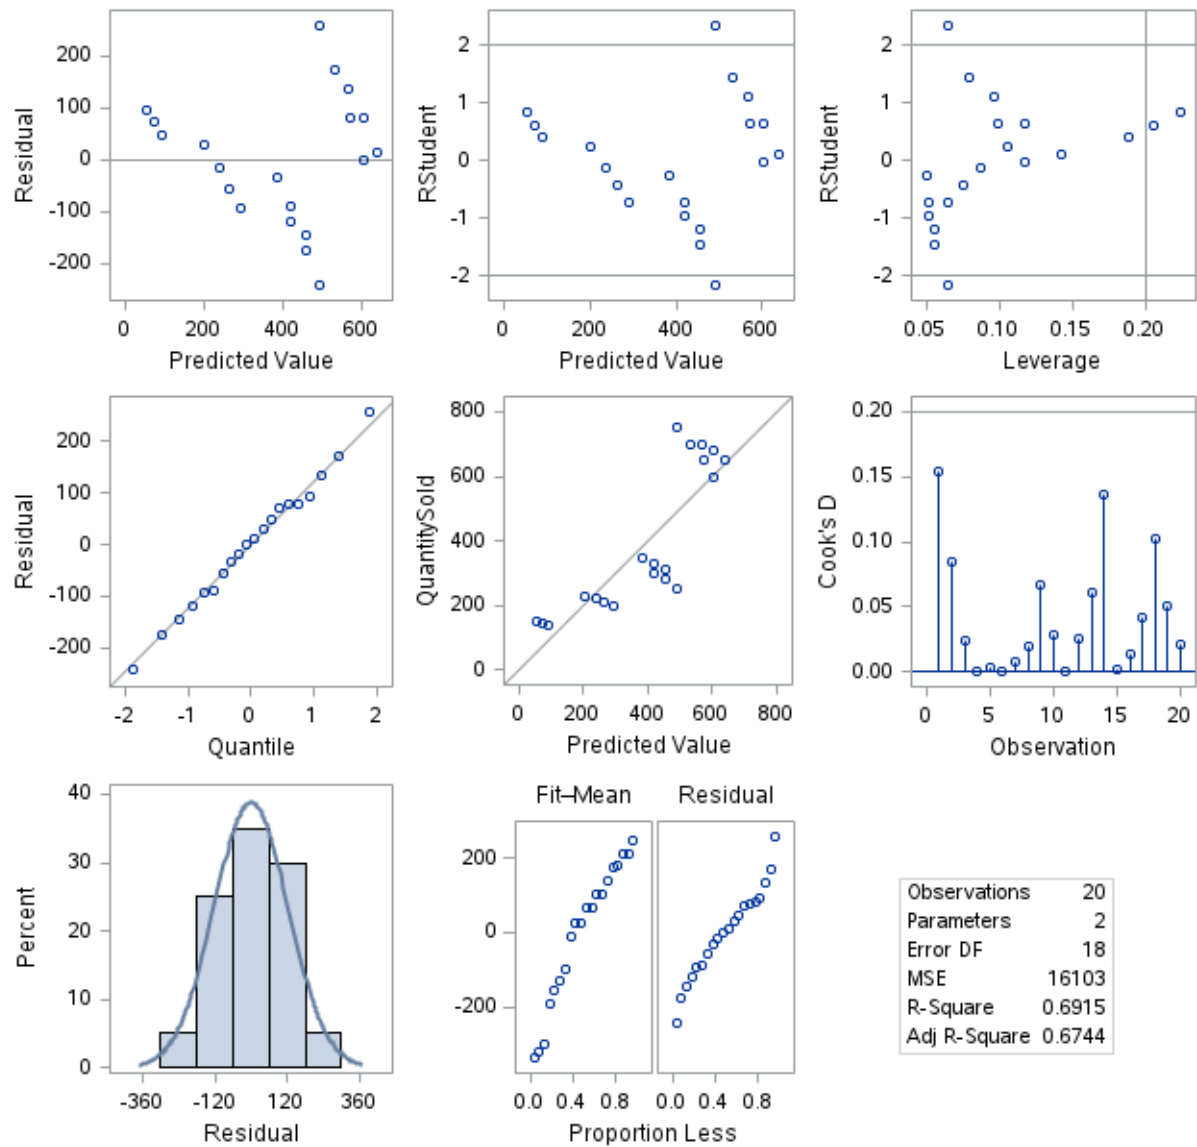 200
100
0
-100
-200
Residual
0 200 400 600
Predicted Value
2
1
0
-1
-2
RStudent
0 200 400 600
Predicted Value
2
1
0
-1
-2
RStudent
0.05 0.10 0.15 0.20
Leverage
200
100
0
-100
-200
Residual
-2 -1 0 1 2
Quantile
800
600
400
200
0
QuantitySold
0 200 400 600 800
Predicted Value
0.20
0.15
0.10
0.05
0.00
Cook's D
0 5 10 15 20
Observation
40
30
20
10
0
Percent
-360 -120 120 360
Residual
Fit–Mean Residual
200
0
-200
0.0 0.4 0.8 0.0 0.4 0.8
Proportion Less
Observations 20
Parameters 2
Error DF 18
MSE 16103
R-Square 0.6915
Adj R-Square 0.6744